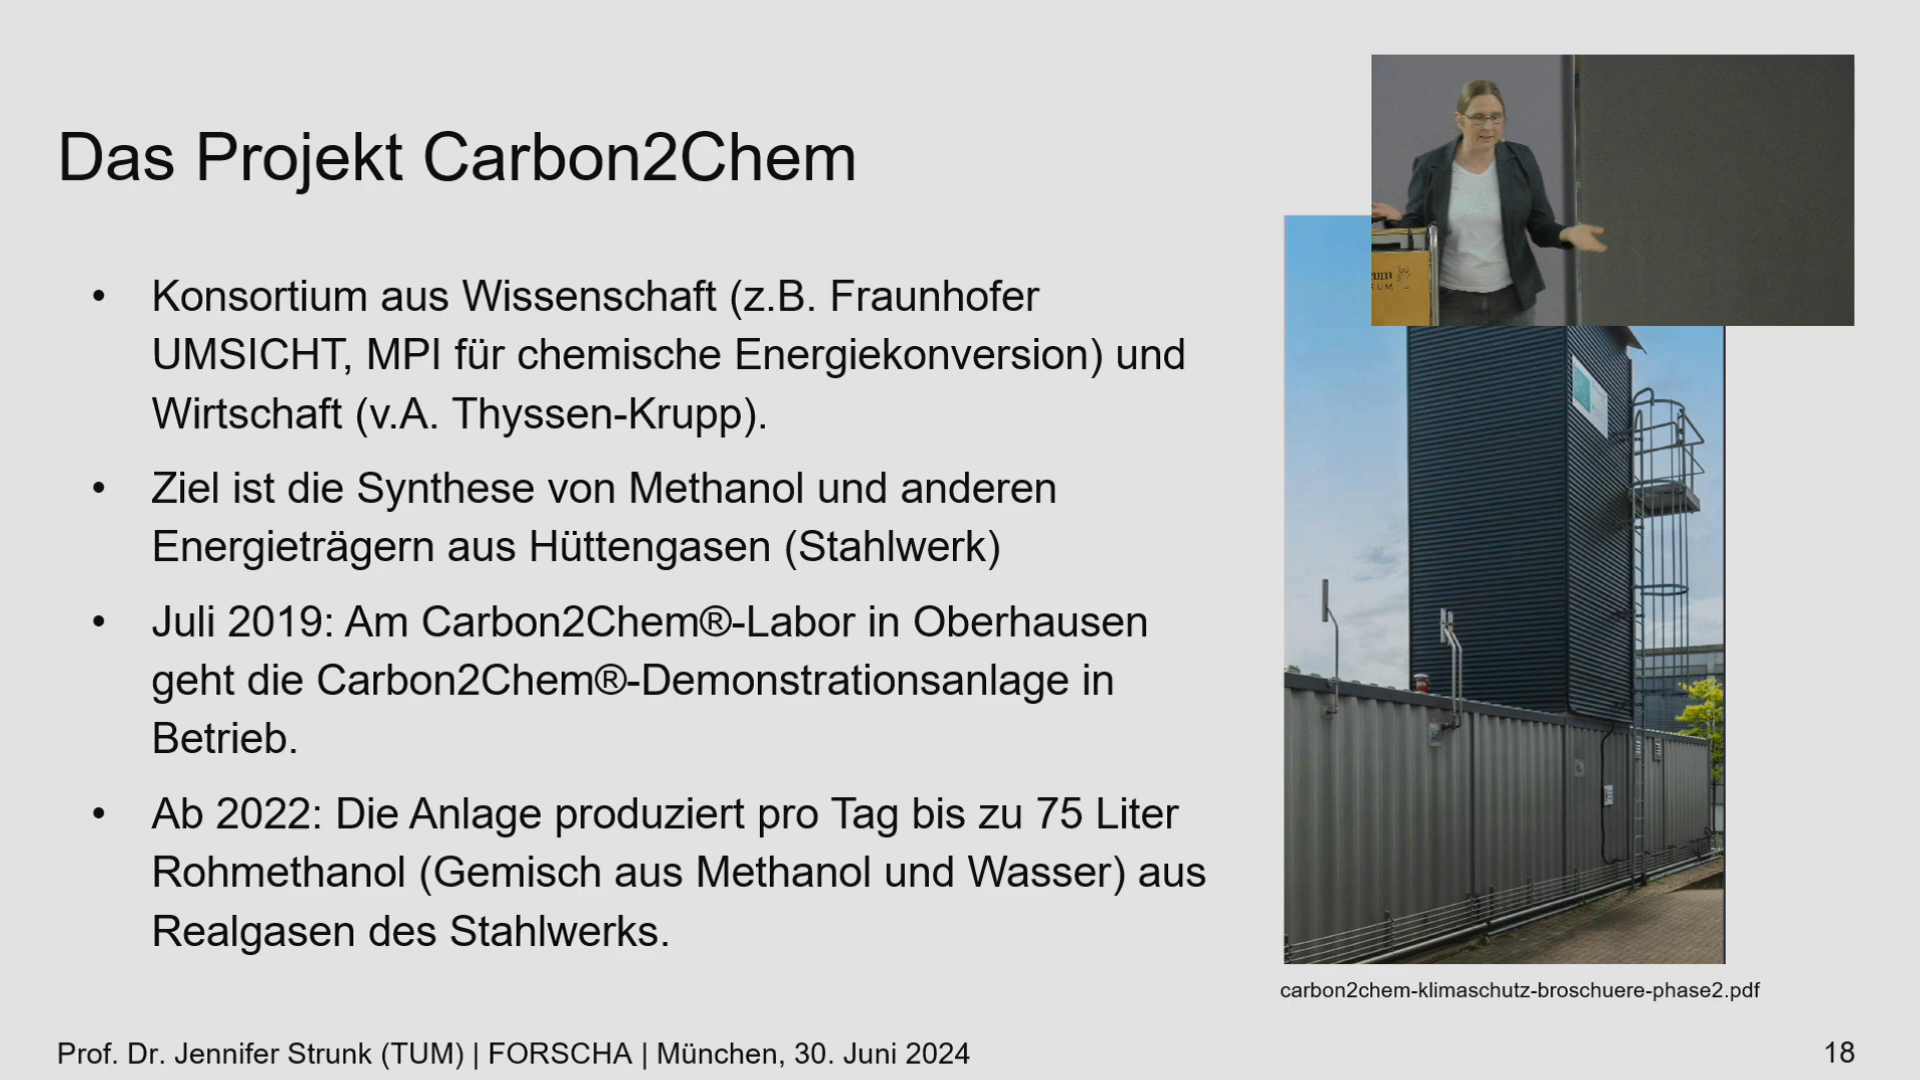 Das Projekt Carbon2Chem
• Konsortium aus Wissenschaft (z.B. Fraunhofer
UMSICHT, MPI für chemische Energiekonversion) und
Wirtschaft (v.A. Thyssen-Krupp).
• Ziel ist die Synthese von Methanol und anderen
Energieträgern aus Hüttengasen (Stahlwerk)
• Juli 2019: Am Carbon2Chem®-Labor in Oberhausen
geht die Carbon2Chem®-Demonstrationsanlage in
Betrieb.
• Ab 2022: Die Anlage produziert pro Tag bis zu 75 Liter
Rohmethanol (Gemisch aus Methanol und Wasser) aus
Realgasen des Stahlwerks.
carbon2chem-klimaschutz-broschuere-phase2.pdf
Prof. Dr. Jennifer Strunk (TUM) | FORSCHA | München, 30. Juni 2024
18